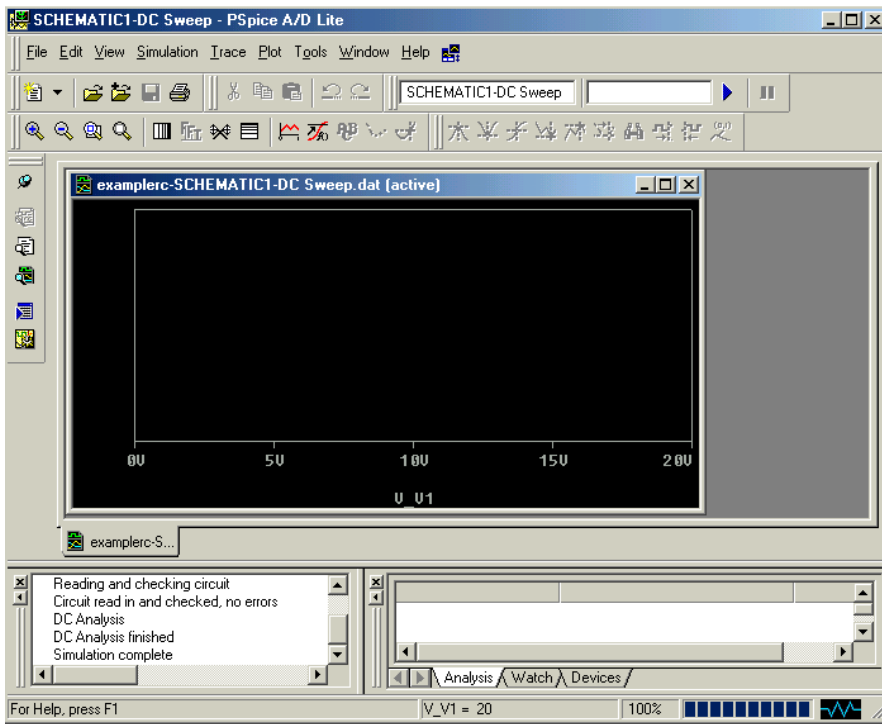 SCHEMATIC1-DC Sweep - PSpice A/D Lite
File Edit View Simulation Trace Plot Tools Window Help
SCHEMATIC1-DC Sweep
examplerc-SCHEMATIC1-DC Sweep.dat (active)
0V 5V 10V 15V 20V
V_V1
examplerc-S...
Reading and checking circuit
Circuit read in and checked, no errors
DC Analysis
DC Analysis finished
Simulation complete
Analysis Watch Devices
For Help, press F1 V_V1 = 20 100%